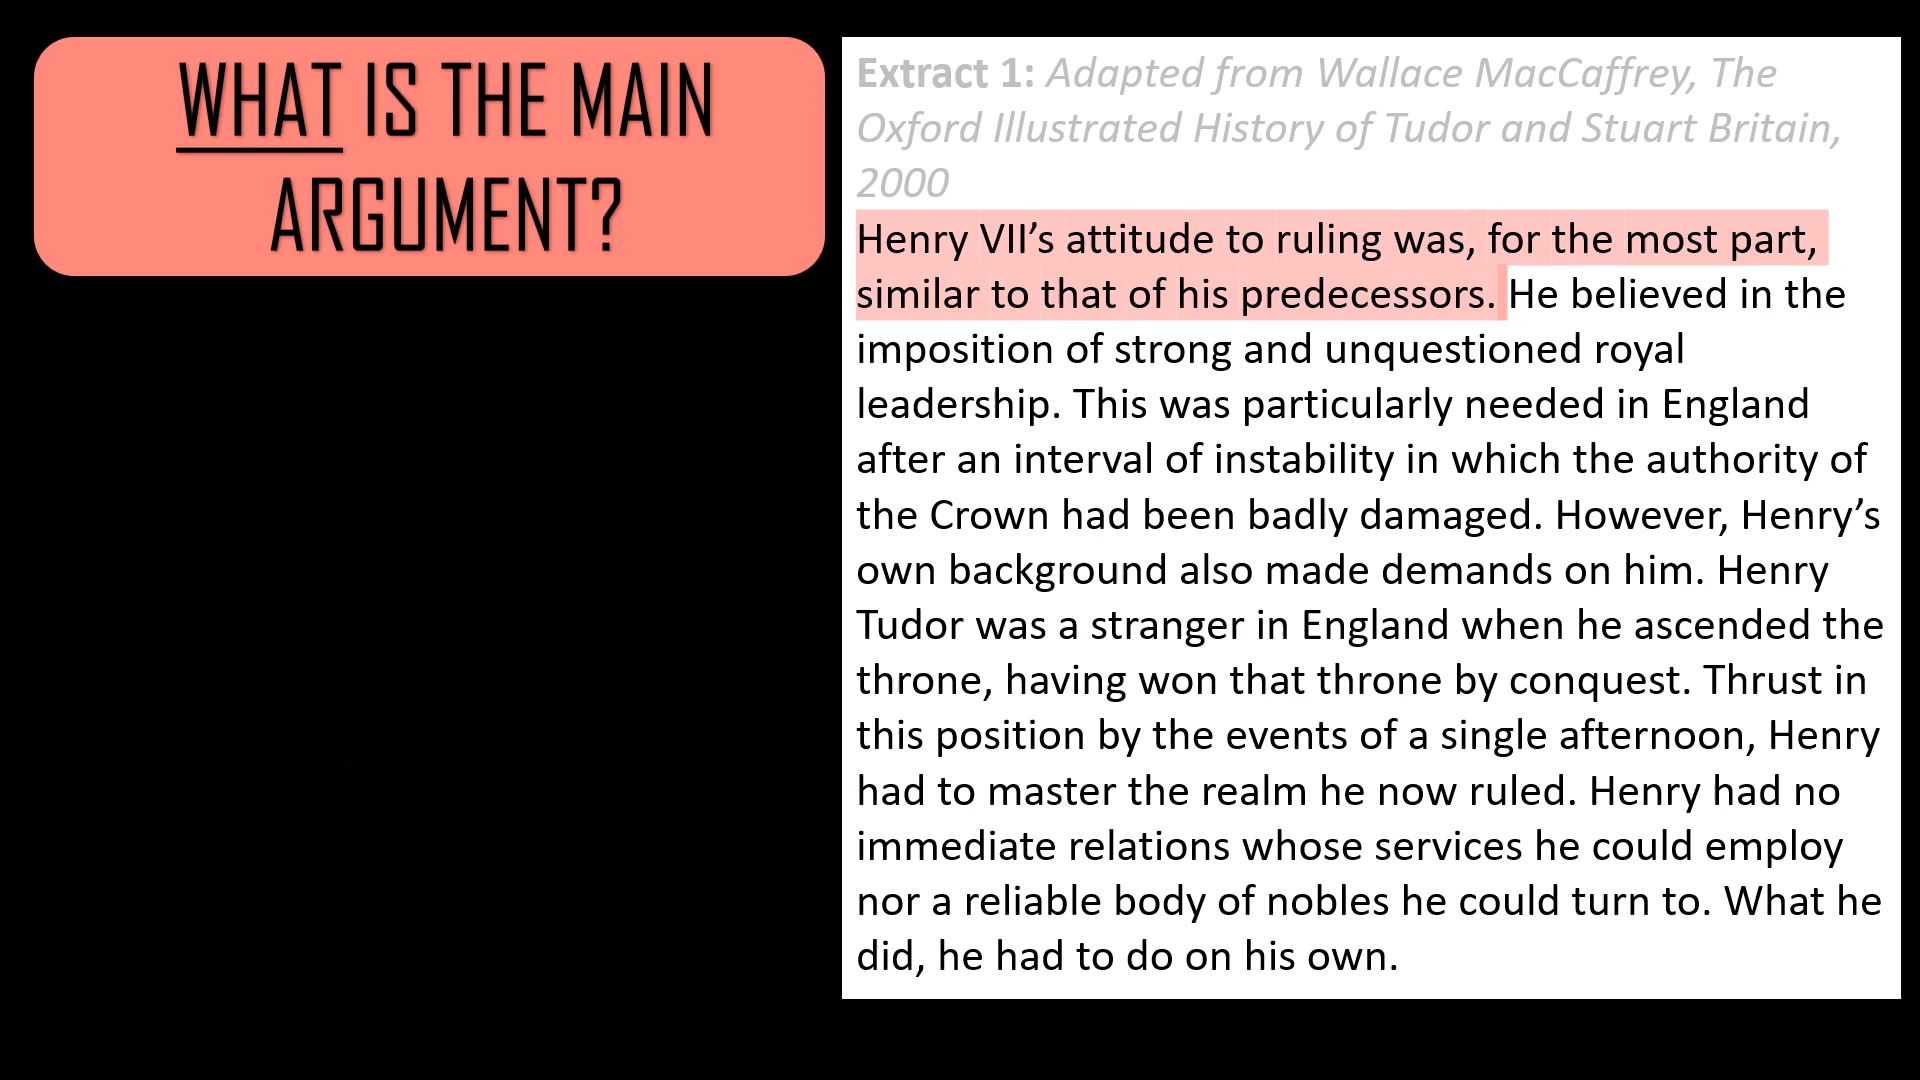 WHAT IS THE MAIN
ARGUMENT?
Extract 1: Adapted from Wallace MacCaffrey, The
Oxford Illustrated History of Tudor and Stuart Britain,
2000
Henry VII’s attitude to ruling was, for the most part,
similar to that of his predecessors. He believed in the
imposition of strong and unquestioned royal
leadership. This was particularly needed in England
after an interval of instability in which the authority of
the Crown had been badly damaged. However, Henry’s
own background also made demands on him. Henry
Tudor was a stranger in England when he ascended the
throne, having won that throne by conquest. Thrust in
this position by the events of a single afternoon, Henry
had to master the realm he now ruled. Henry had no
immediate relations whose services he could employ
nor a reliable body of nobles he could turn to. What he
did, he had to do on his own.